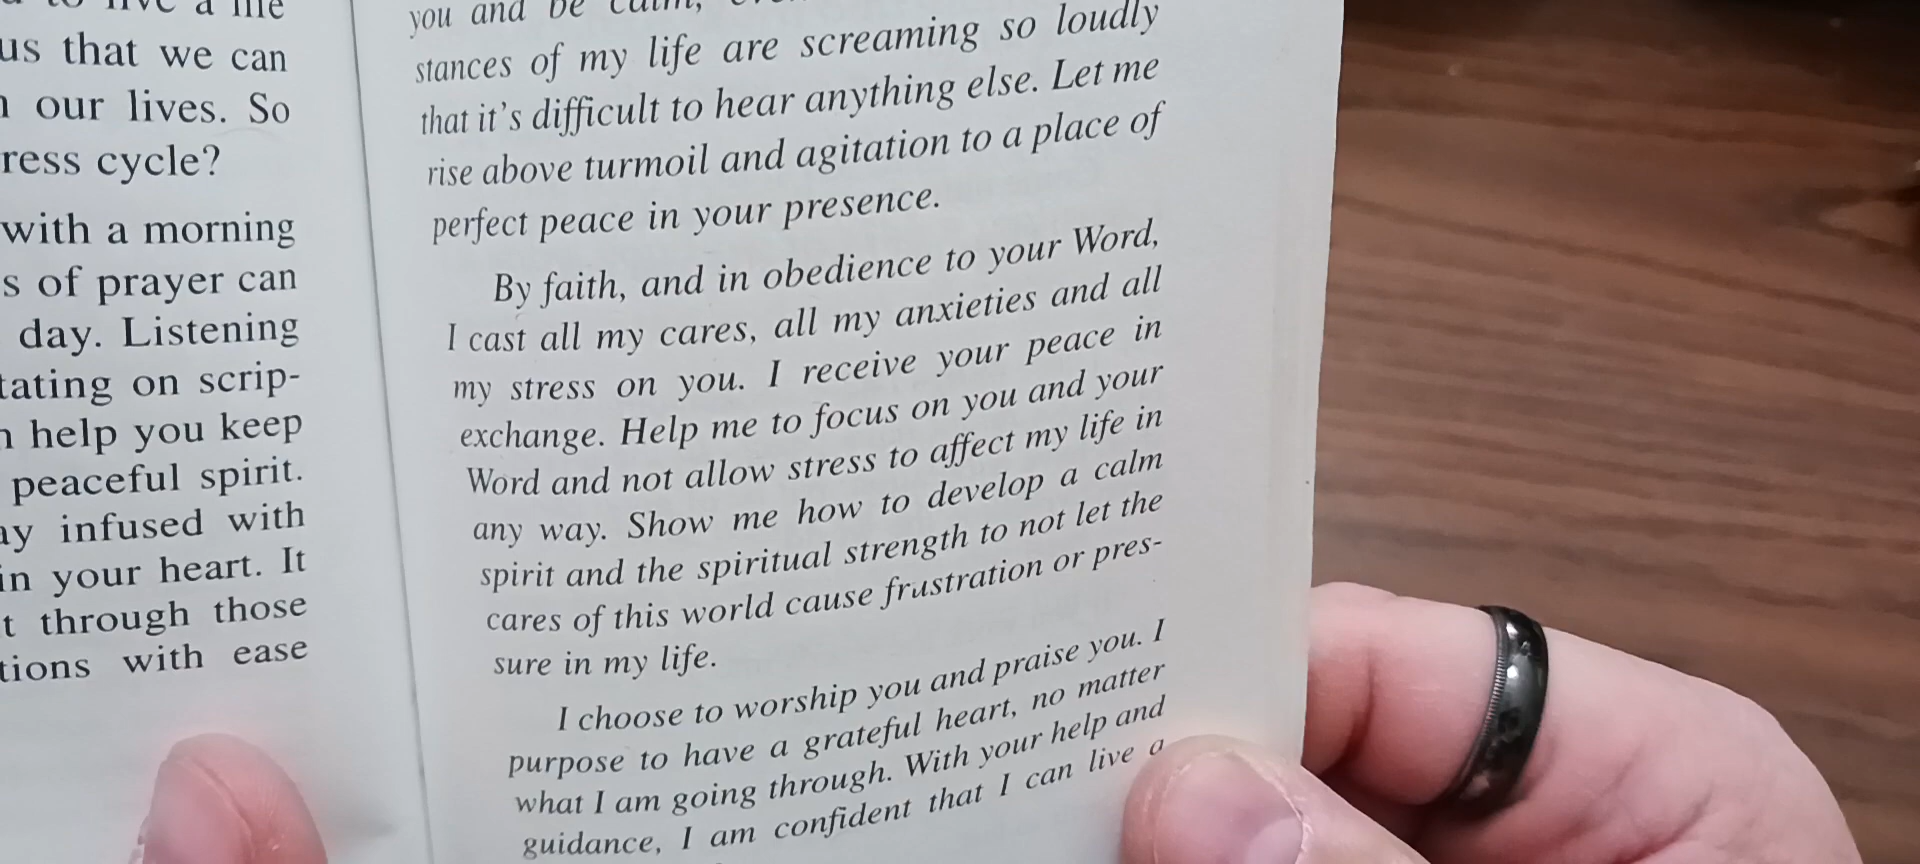 us that we can
our lives. So
ress cycle?
with a morning
s of prayer can
day. Listening
tating on scrip-
help you keep
peaceful spirit.
ay infused with
in your heart. It
t through those
tions with ease
you and be calm,
stances of my life are screaming so loudly
that it's difficult to hear anything else. Let me
rise above turmoil and agitation to a place of
perfect peace in your presence.
By faith, and in obedience to your Word,
I cast all my cares, all my anxieties and all
my stress on you. I receive your peace in
exchange. Help me to focus on you and your
Word and not allow stress to affect my life in
any way. Show me how to develop a calm
spirit and the spiritual strength to not let the
cares of this world cause frustration or pres-
sure in my life.
I choose to worship you and praise you. I
purpose to have a grateful heart, no matter
what I am going through. With your help and
guidance, I am confident that I can live a